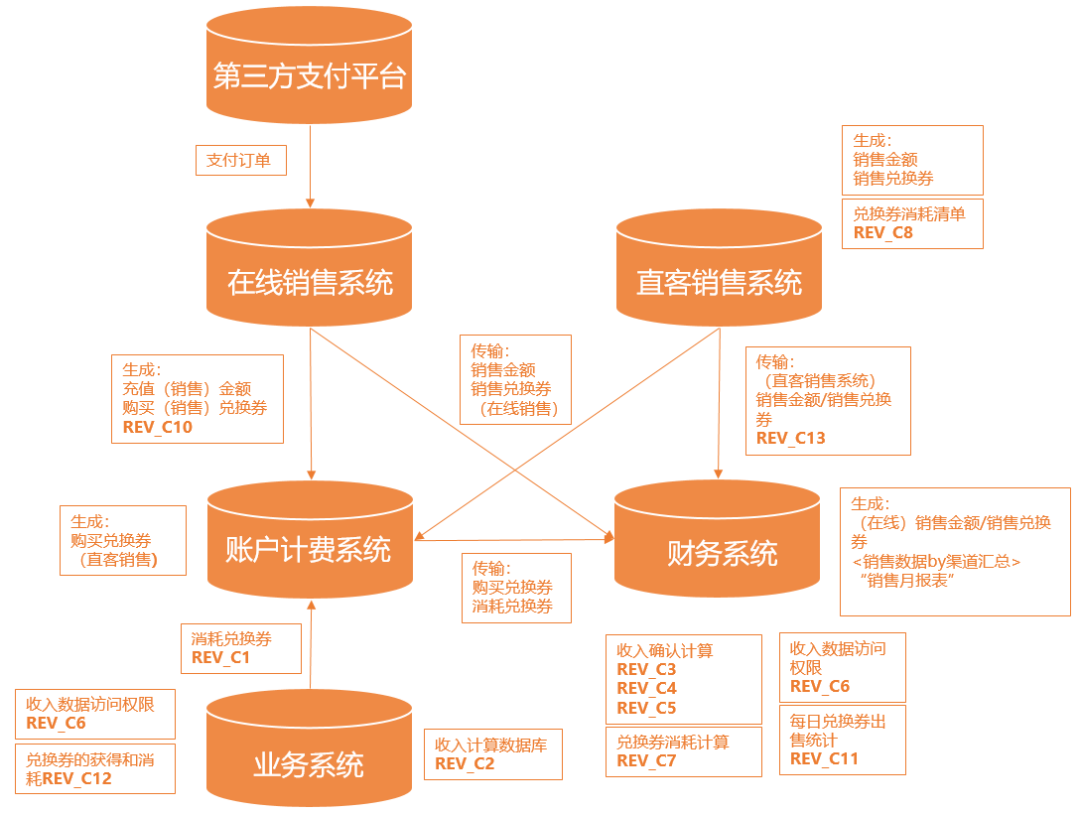 第三方支付平台
支付订单
生成：
销售金额
销售兑换券
兑换券消耗清单
REV_C8
在线销售系统
直客销售系统
生成：
充值（销售）金额
购买（销售）兑换券
REV_C10
传输：
销售金额
销售兑换券
（在线销售）
传输：
（直客销售系统）
销售金额/销售兑换
券
REV_C13
生成：
购买兑换券
（直客销售)
账户计费系统
财务系统
生成：
（在线）销售金额/销售兑换
券
<销售数据by渠道汇总>
“销售月报表”
传输：
购买兑换券
消耗兑换券
消耗兑换券
REV_C1
收入数据访问权限
REV_C6
兑换券的获得和消
耗REV_C12
业务系统
收入计算数据库
REV_C2
收入确认计算
REV_C3
REV_C4
REV_C5
兑换券消耗计算
REV_C7
收入数据访问
权限
REV_C6
每日兑换券出
售统计
REV_C11